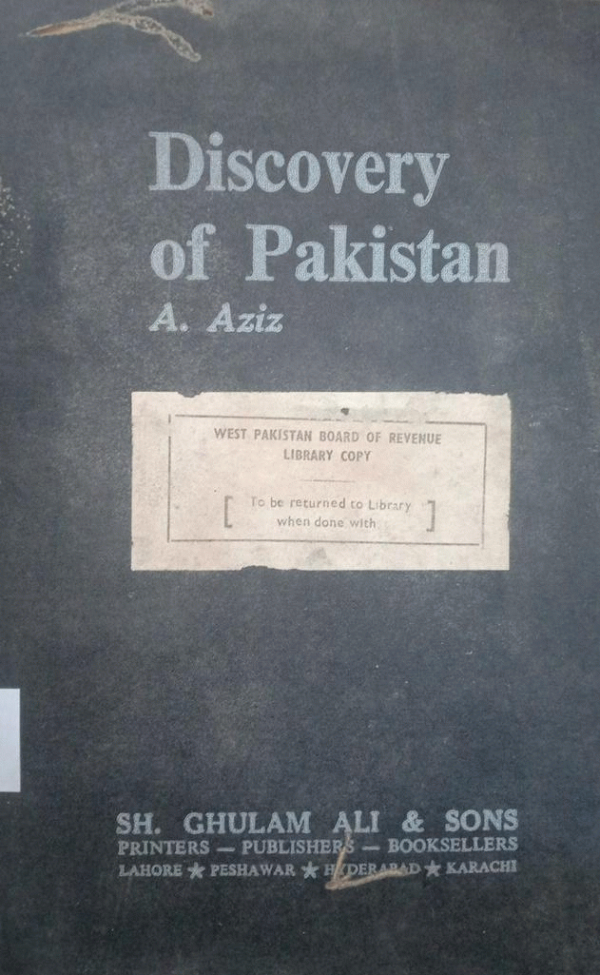 Discovery
of Pakistan
A. Aziz
WEST PAKISTAN BOARD OF REVENUE
LIBRARY COPY
[ To be returned to Library
when done with ]
SH. GHULAM ALI & SONS
PRINTERS — PUBLISHERS — BOOKSELLERS
LAHORE ★ PESHAWAR ★ HYDERABAD ★ KARACHI